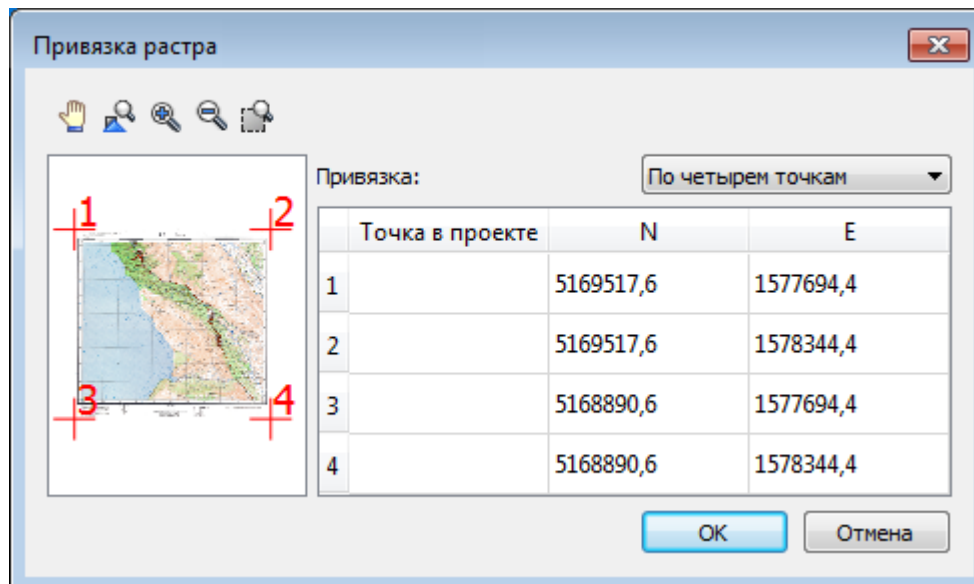 Привязка растра
Привязка: По четырем точкам
1 2
3 4
Точка в проекте N E
1 5169517,6 1577694,4
2 5169517,6 1578344,4
3 5168890,6 1577694,4
4 5168890,6 1578344,4
OK Отмена